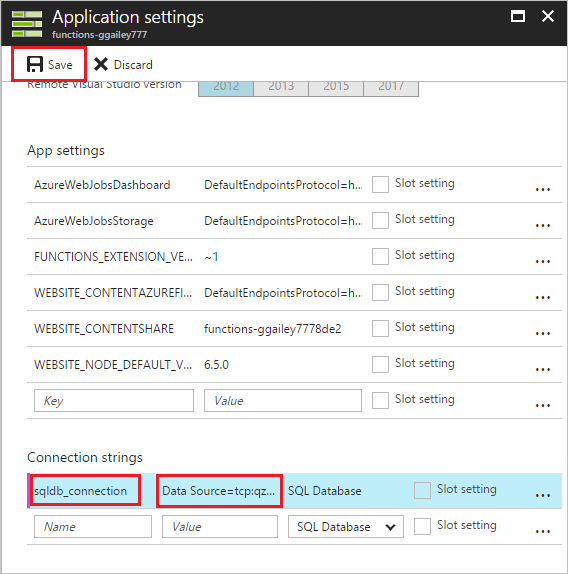 Application settings
functions-ggailey777
Save Discard
Remote Visual Studio version 2012 2013 2015 2017
App settings
AzureWebJobsDashboard DefaultEndpointsProtocol=h... Slot setting ...
AzureWebJobsStorage DefaultEndpointsProtocol=h... Slot setting ...
FUNCTIONS_EXTENSION_VE... ~1 Slot setting ...
WEBSITE_CONTENTAZUREFI... DefaultEndpointsProtocol=h... Slot setting ...
WEBSITE_CONTENTSHARE functions-ggailey7778de2 Slot setting ...
WEBSITE_NODE_DEFAULT_V... 6.5.0 Slot setting ...
Key Value Slot setting ...
Connection strings
sqldb_connection Data Source=tcp:qz... SQL Database Slot setting ...
Name Value SQL Database Slot setting ...